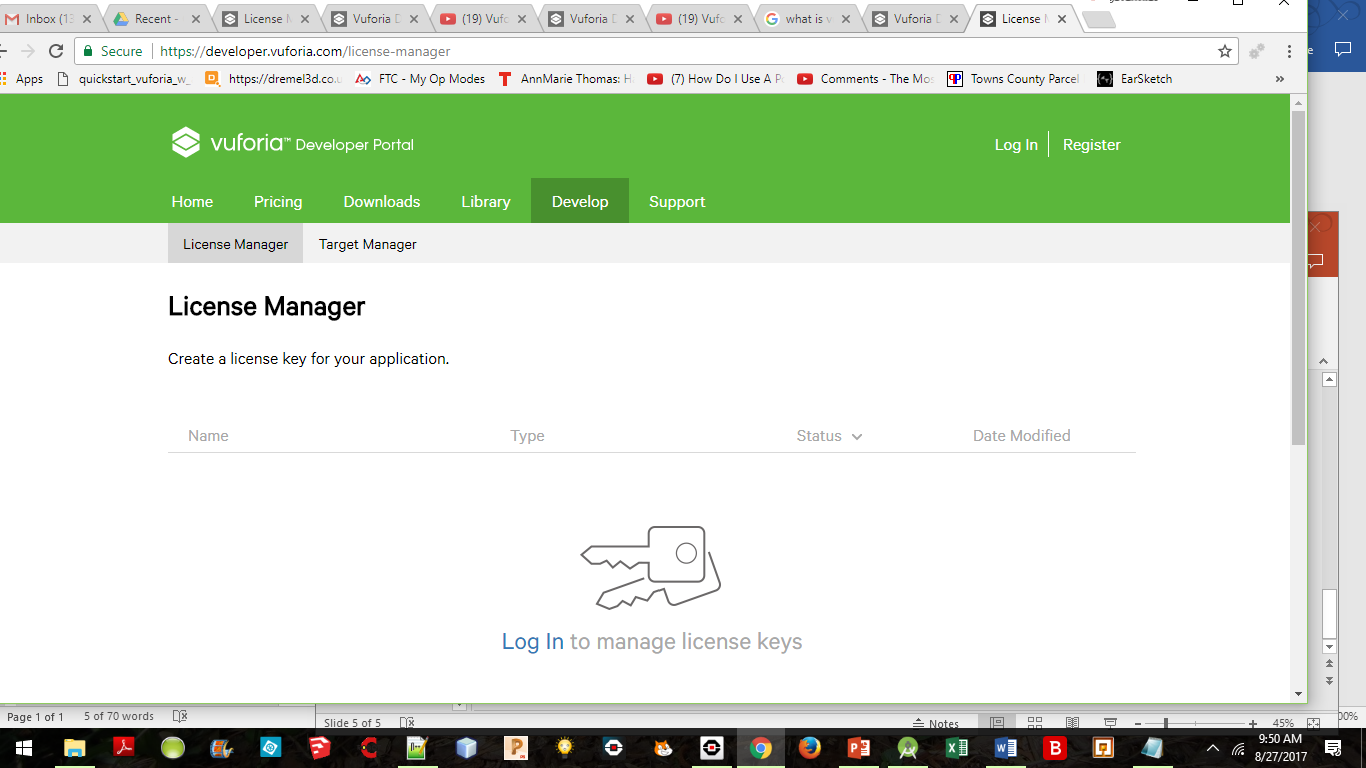 Inbox (13
Recent -
License M
Vuforia D
(19) Vufo
Vuforia D
(19) Vufo
what is v
Vuforia D
License M
Secure
https://developer.vuforia.com/license-manager
Apps
quickstart_vuforia_w_
https://dremel3d.co.u
FTC - My Op Modes
AnnMarie Thomas: Ha
(7) How Do I Use A P
Comments - The Mos
Towns County Parcel
EarSketch
»
vuforia™ Developer Portal
Log In
Register
Home
Pricing
Downloads
Library
Develop
Support
License Manager
Target Manager
License Manager
Create a license key for your application.
Name
Type
Status
Date Modified
Log In to manage license keys
Page 1 of 1
5 of 70 words
Slide 5 of 5
Notes
45%
00%
9:50 AM
8/27/2017